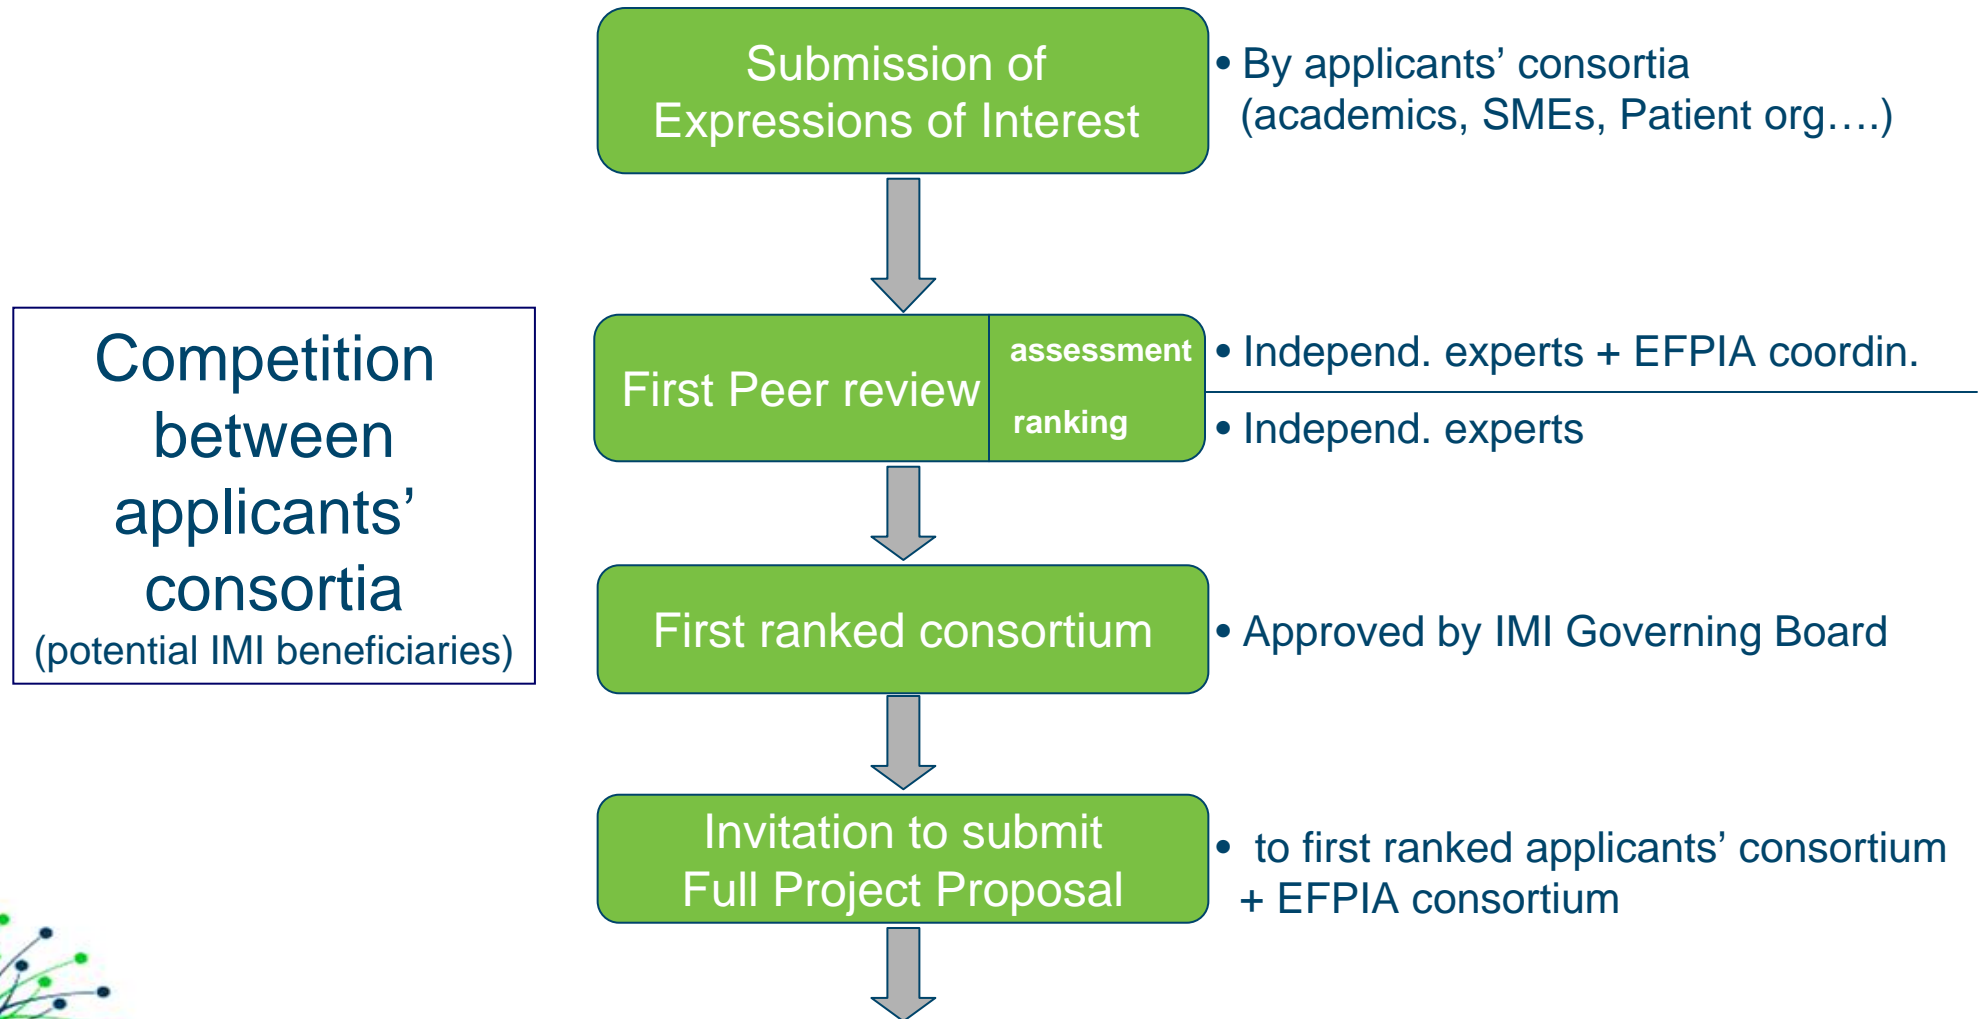 Submission of
Expressions of Interest
• By applicants’ consortia
(academics, SMEs, Patient org….)
Competition
between
applicants’
consortia
(potential IMI beneficiaries)
First Peer review
assessment
ranking
• Independ. experts + EFPIA coordin.
• Independ. experts
First ranked consortium
• Approved by IMI Governing Board
Invitation to submit
Full Project Proposal
• to first ranked applicants’ consortium
+ EFPIA consortium